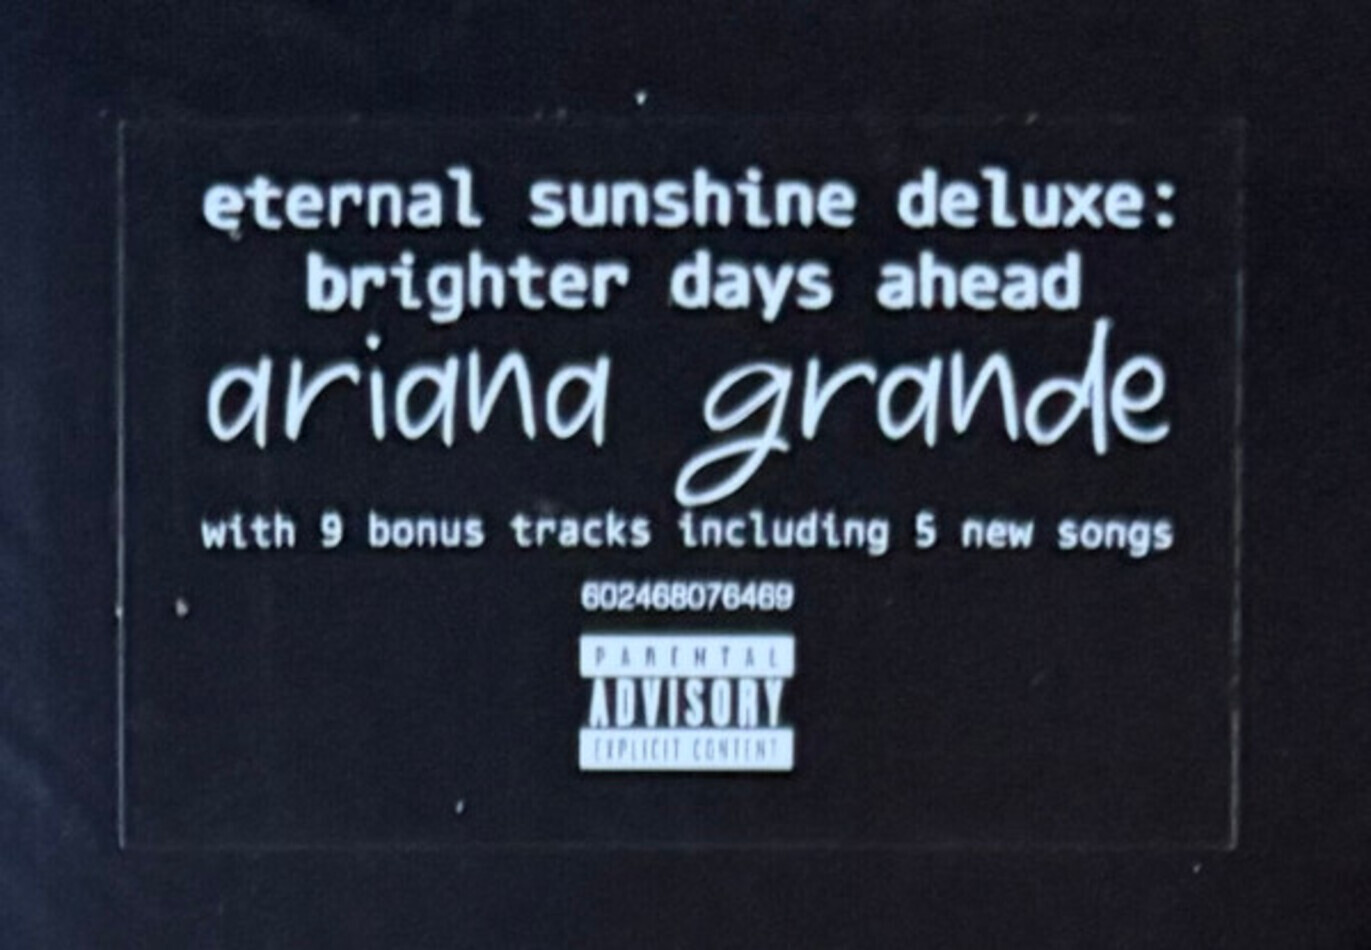 eternal sunshine deluxe:
brighter days ahead
ariana grande
with 9 bonus tracks including 5 new songs
602468076469
PARENTAL
ADVISORY
EXPLICIT CONTENT